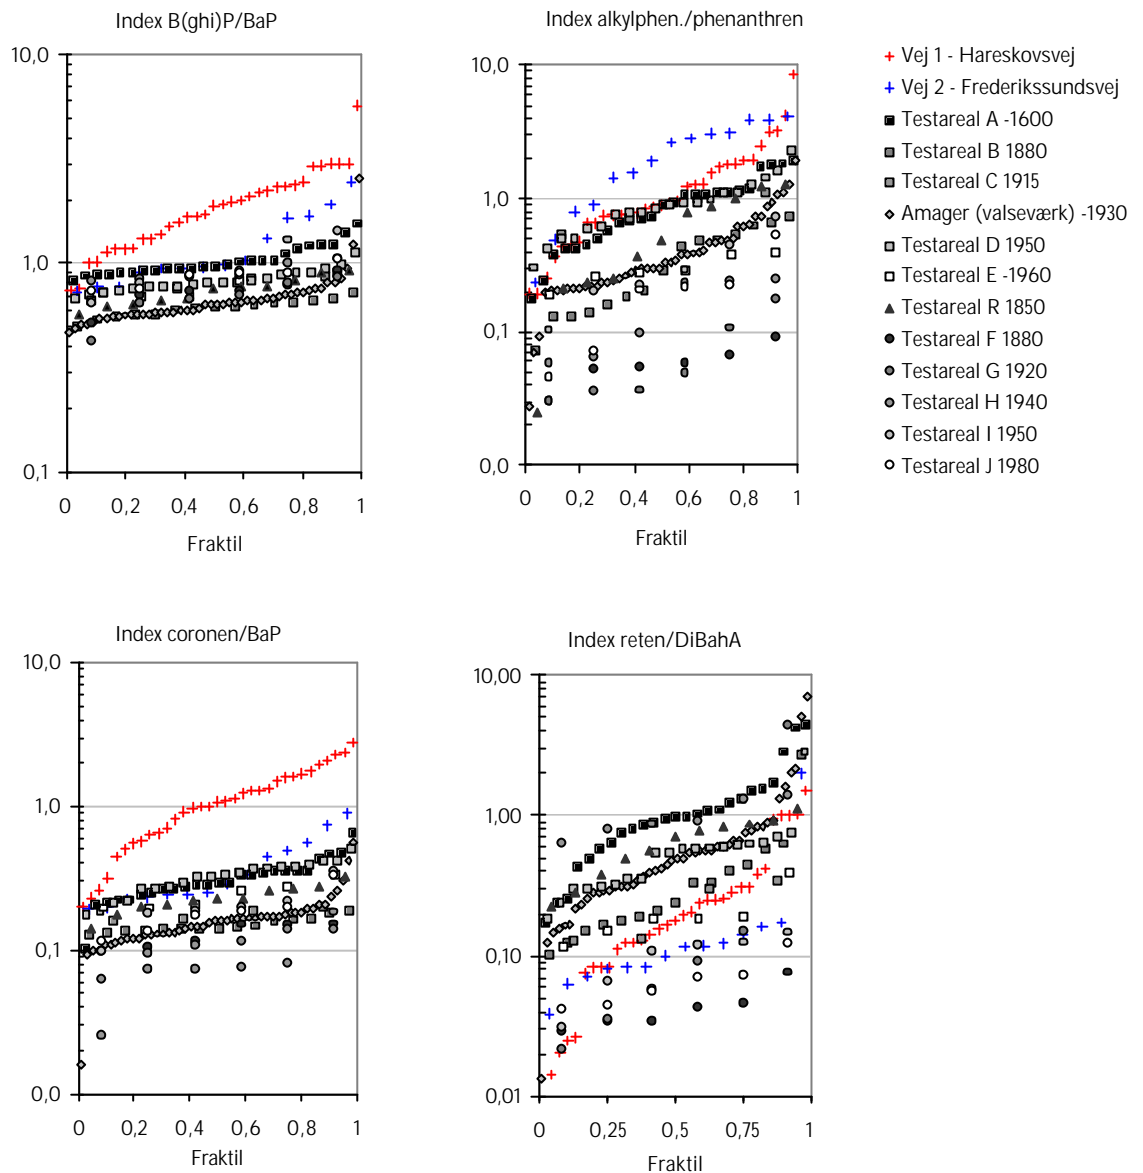 Index B(ghi)P/BaP
10,0
1,0
0,1
0 0,2 0,4 0,6 0,8 1
Fraktil
Index alkylphen./phenanthren
10,0
1,0
0,1
0,0
0 0,2 0,4 0,6 0,8 1
Fraktil
Vej 1 - Hareskovsvej
Vej 2 - Frederikssundsvej
Testareal A -1600
Testareal B 1880
Testareal C 1915
Amager (valseværk) -1930
Testareal D 1950
Testareal E -1960
Testareal R 1850
Testareal F 1880
Testareal G 1920
Testareal H 1940
Testareal I 1950
Testareal J 1980
Index coronen/BaP
10,0
1,0
0,1
0,0
0 0,2 0,4 0,6 0,8 1
Fraktil
Index reten/DiBahA
10,00
1,00
0,10
0,01
0 0,25 0,5 0,75 1
Fraktil